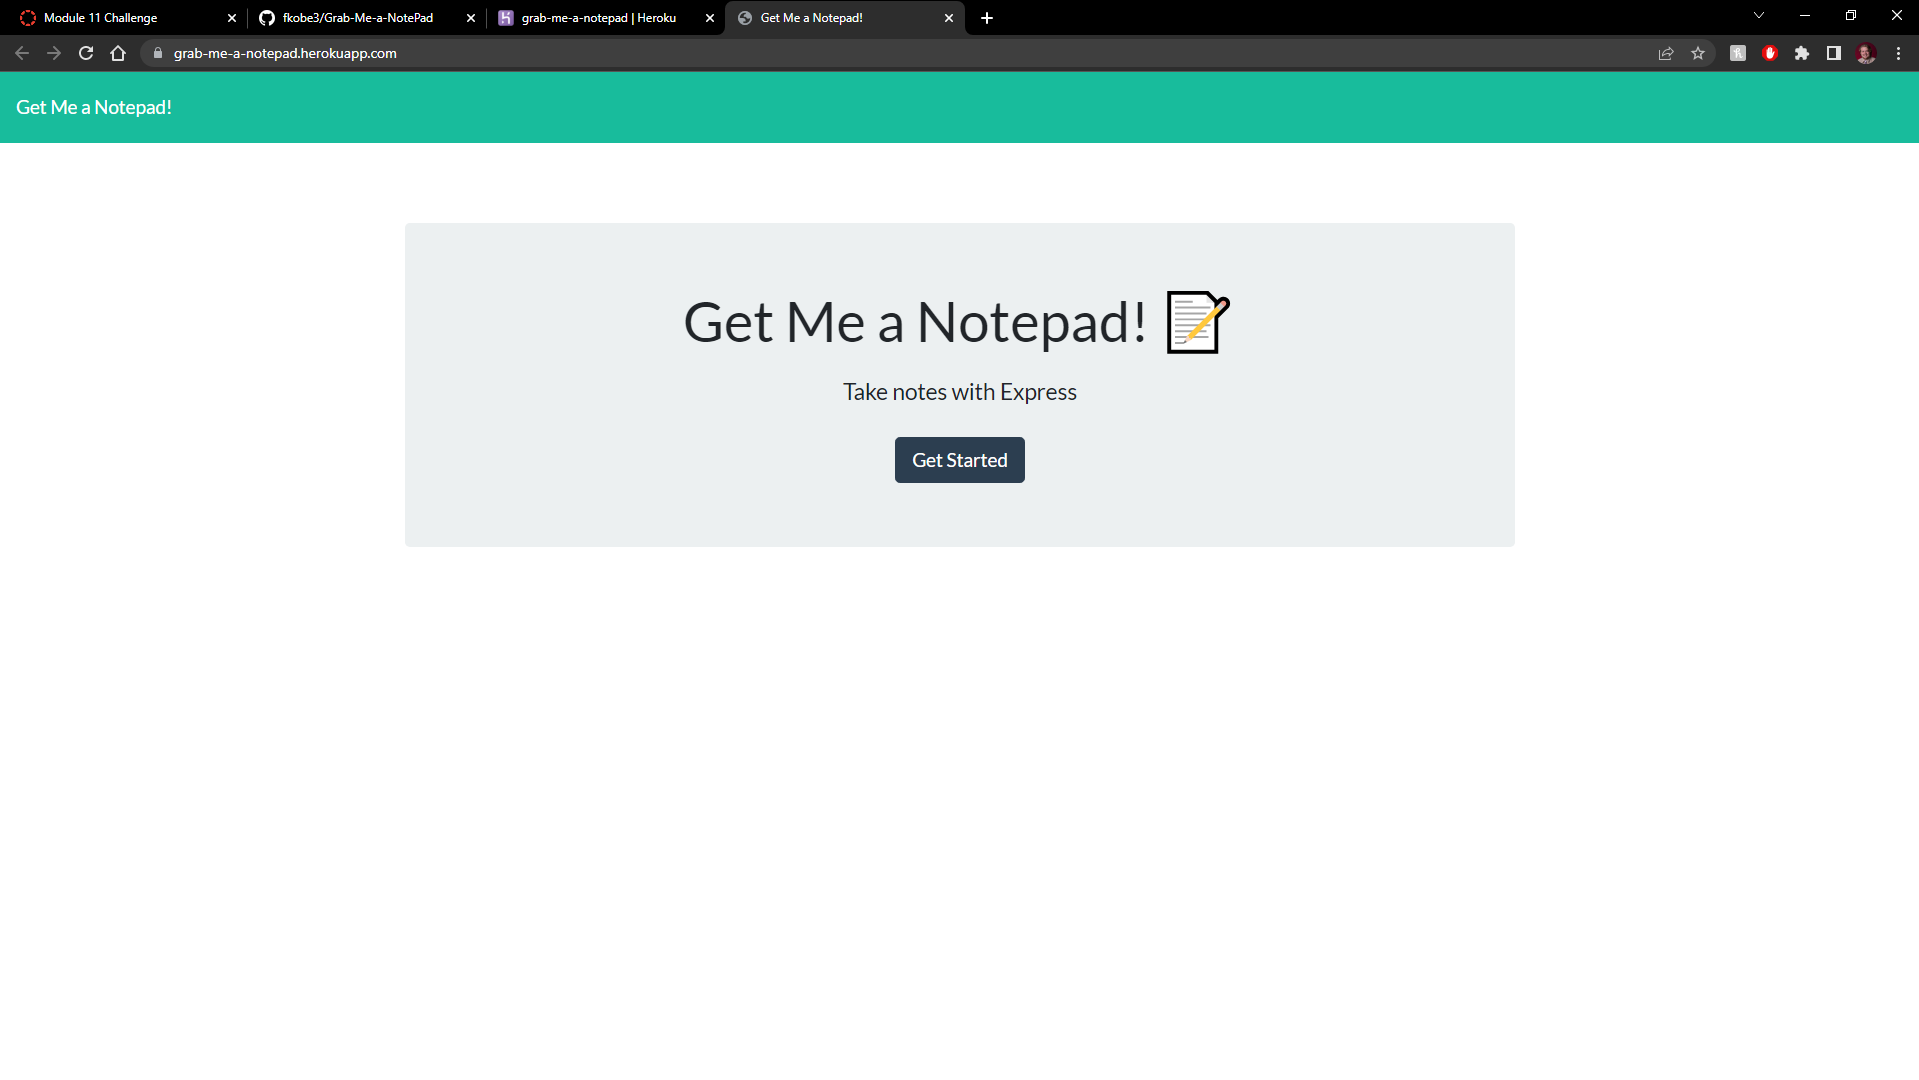 Module 11 Challenge
fkobe3/Grab-Me-a-NotePad
grab-me-a-notepad | Heroku
Get Me a Notepad!
grab-me-a-notepad.herokuapp.com
Get Me a Notepad!
Get Me a Notepad!
Take notes with Express
Get Started